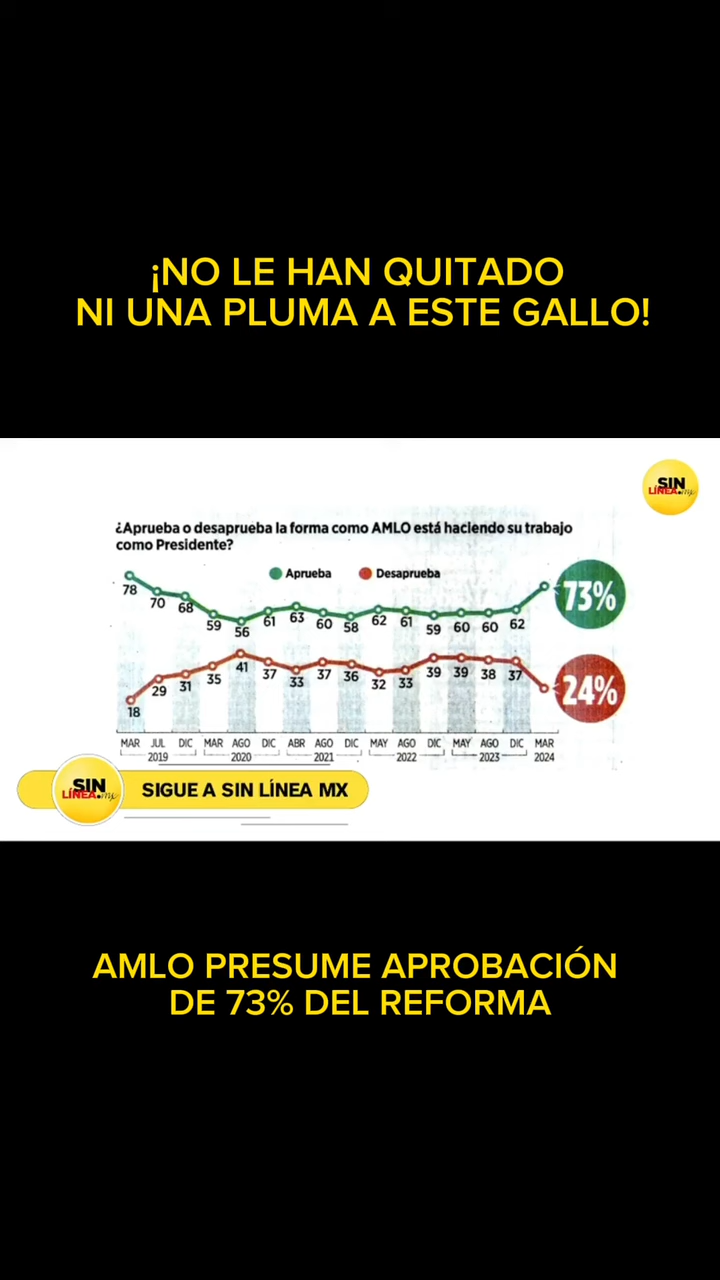 ¡NO LE HAN QUITADO
NI UNA PLUMA A ESTE GALLO!
SIN
LÍNEA.mx
¿Aprueba o desaprueba la forma como AMLO está haciendo su trabajo
como Presidente?
Aprueba Desaprueba
78 70 68 59 56 61 63 60 58 62 61 59 60 60 62 73%
18 29 31 35 41 37 33 37 36 32 33 39 39 38 37 24%
MAR JUL DIC MAR AGO DIC ABR AGO DIC MAY AGO DIC MAY AGO DIC MAR
2019 2020 2021 2022 2023 2024
SIN
LÍNEA.mx
SIGUE A SIN LÍNEA MX
AMLO PRESUME APROBACIÓN
DE 73% DEL REFORMA